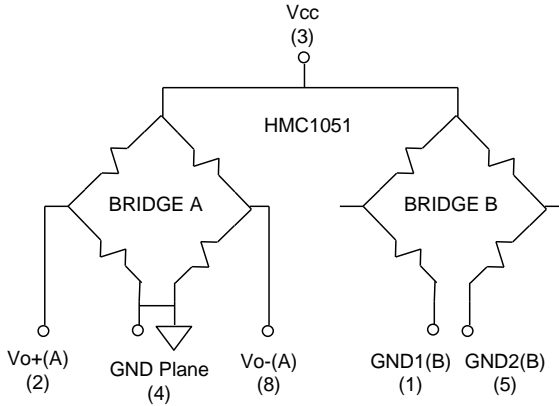 Vcc
(3)
HMC1051
BRIDGE A
BRIDGE B
Vo+(A)
(2)
GND Plane
(4)
Vo-(A)
(8)
GND1(B)
(1)
GND2(B)
(5)